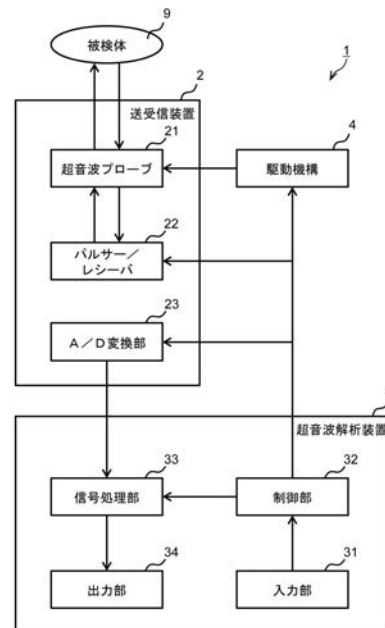 9
被検体
1
2
送受信装置
21
超音波プローブ
4
駆動機構
22
パルサー／
レシーバ
23
A／D変換部
超音波解析装置
33
信号処理部
32
制御部
34
出力部
31
入力部